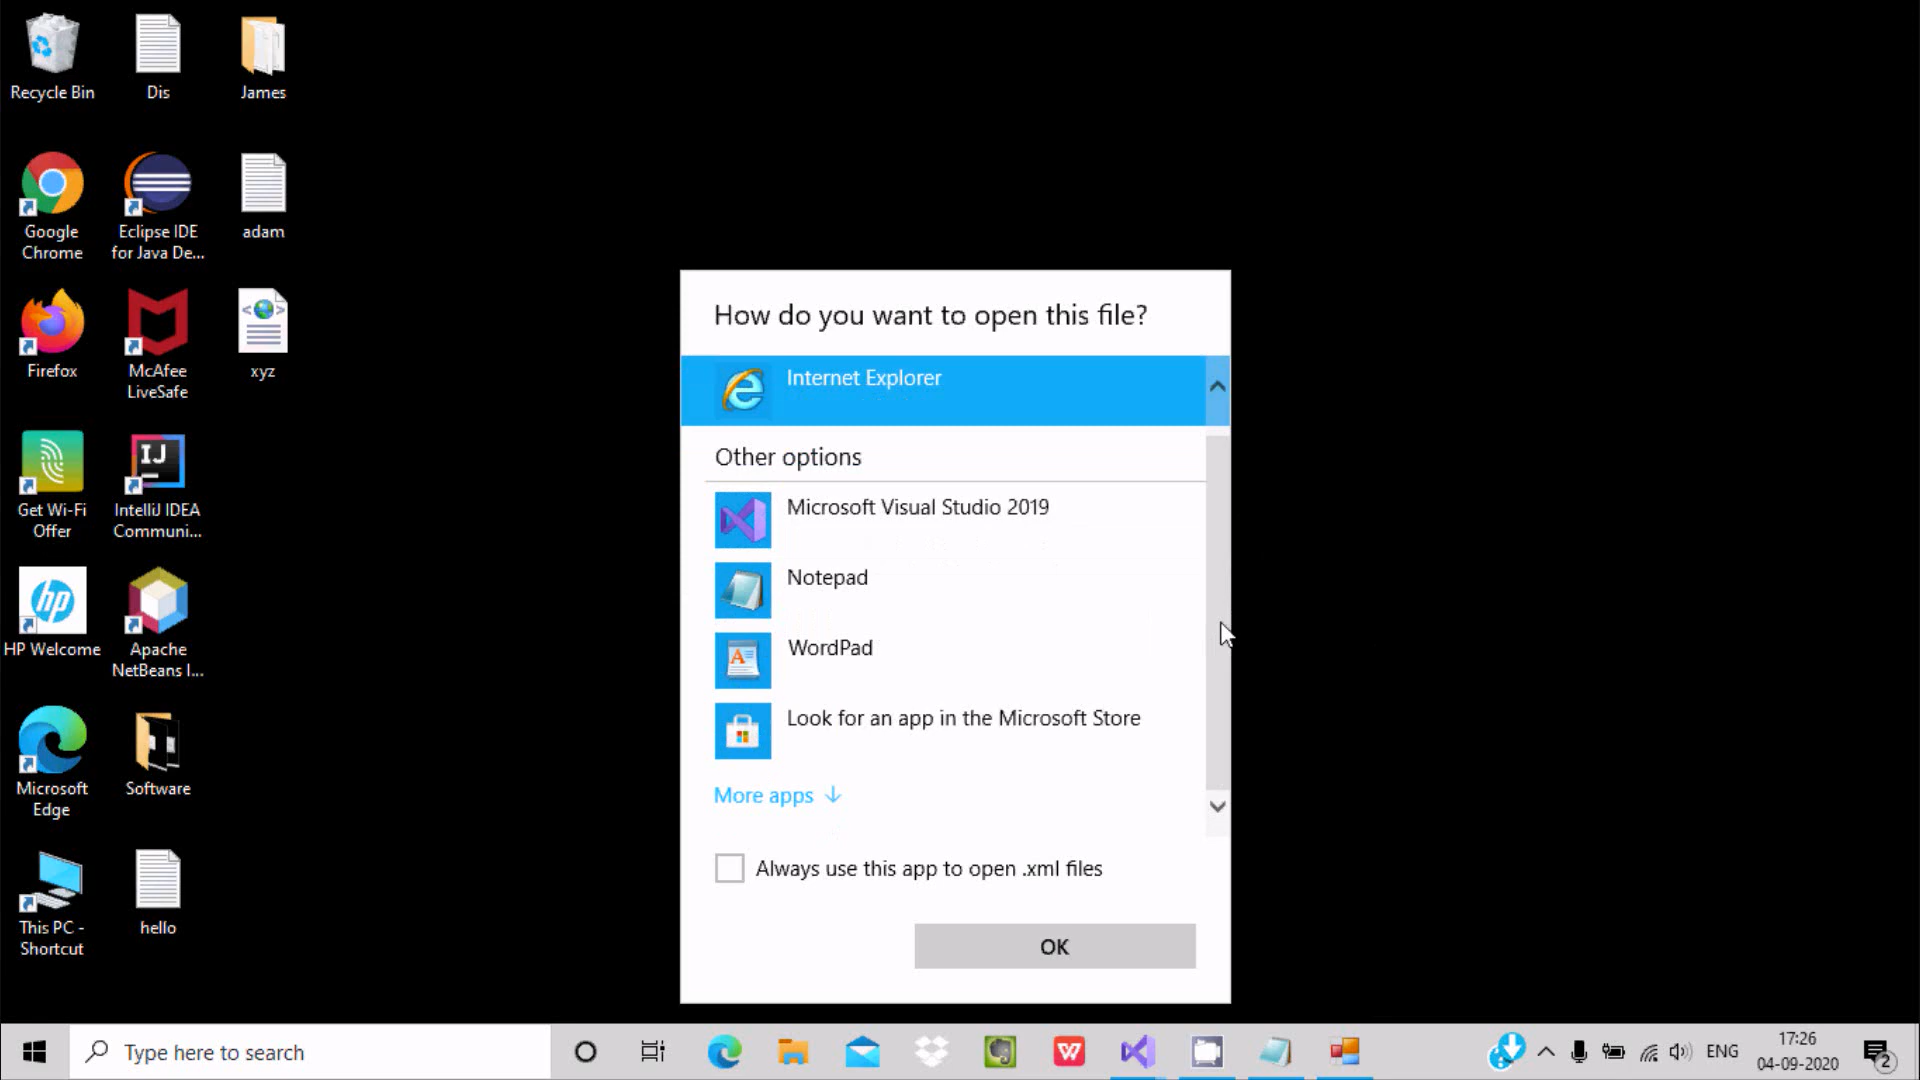 Recycle Bin
Dis
James
Google
Chrome
Eclipse IDE
for Java De...
adam
Firefox
McAfee
LiveSafe
xyz
Get Wi-Fi
Offer
IJ
IntelliJ IDEA
Communi...
hp
HP Welcome
Apache
NetBeans I...
Microsoft
Edge
Software
This PC -
Shortcut
hello
How do you want to open this file?
Internet Explorer
Other options
Microsoft Visual Studio 2019
Notepad
WordPad
Look for an app in the Microsoft Store
More apps
Always use this app to open .xml files
OK
Type here to search
ENG
17:26
04-09-2020
2